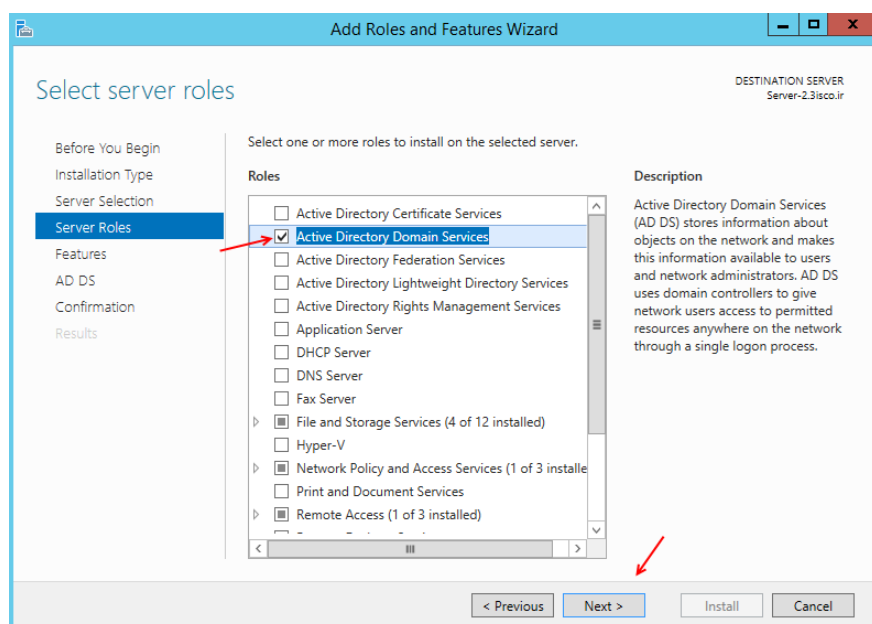 Add Roles and Features Wizard
Select server roles
DESTINATION SERVER
Server-2.3isco.ir
Before You Begin
Installation Type
Server Selection
Server Roles
Features
AD DS
Confirmation
Results
Select one or more roles to install on the selected server.
Roles
Active Directory Certificate Services
Active Directory Domain Services
Active Directory Federation Services
Active Directory Lightweight Directory Services
Active Directory Rights Management Services
Application Server
DHCP Server
DNS Server
Fax Server
File and Storage Services (4 of 12 installed)
Hyper-V
Network Policy and Access Services (1 of 3 installe
Print and Document Services
Remote Access (1 of 3 installed)
Description
Active Directory Domain Services
(AD DS) stores information about
objects on the network and makes
this information available to users
and network administrators. AD DS
uses domain controllers to give
network users access to permitted
resources anywhere on the network
through a single logon process.
< Previous
Next >
Install
Cancel